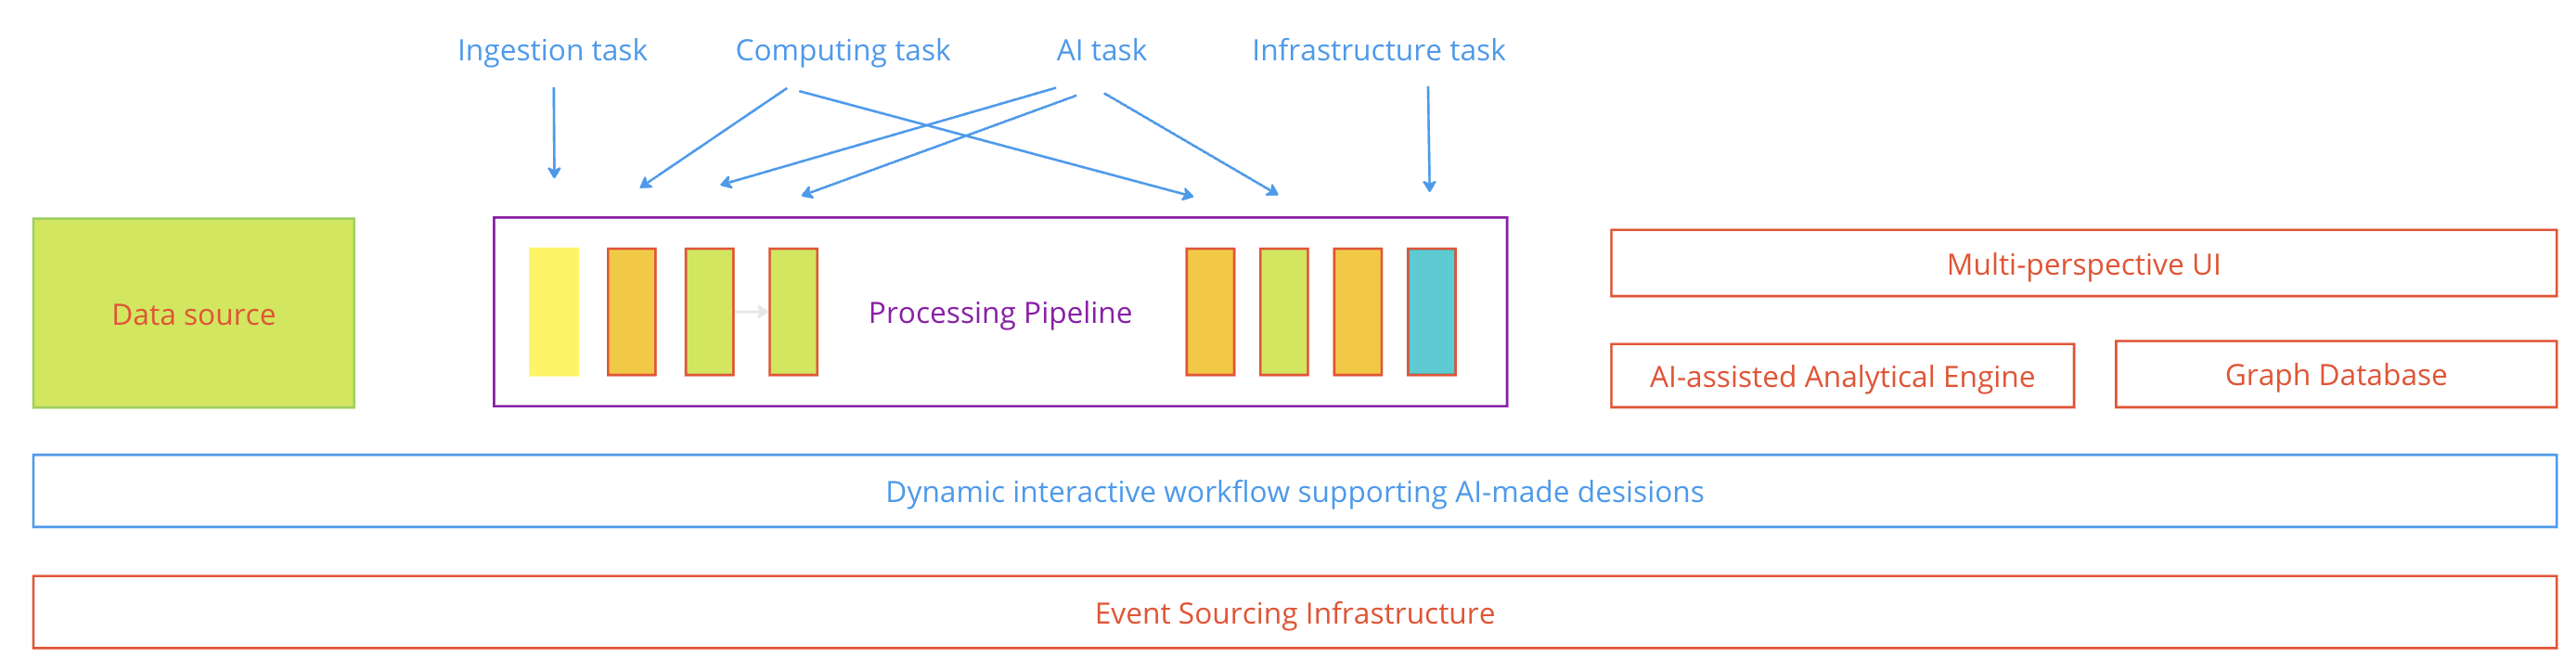 Ingestion task
Computing task
AI task
Infrastructure task
Data source
Processing Pipeline
Multi-perspective UI
AI-assisted Analytical Engine
Graph Database
Dynamic interactive workflow supporting AI-made desisions
Event Sourcing Infrastructure